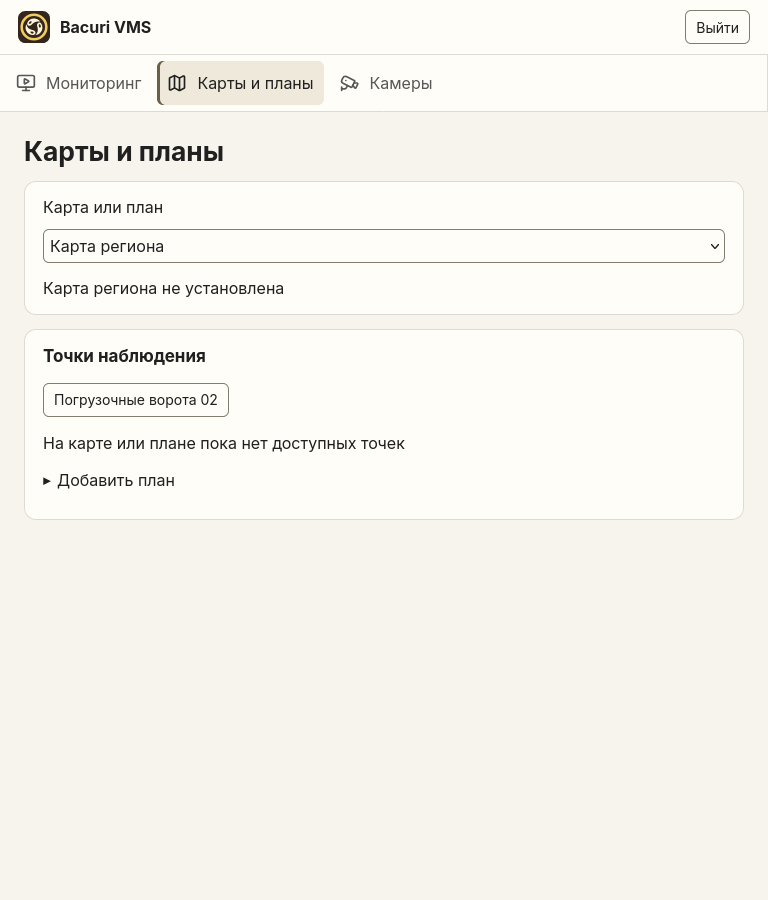 Bacuri VMS
Выйти
Мониторинг
Карты и планы
Камеры
Карты и планы
Карта или план
Карта региона
Карта региона не установлена
Точки наблюдения
Погрузочные ворота 02
На карте или плане пока нет доступных точек
Добавить план